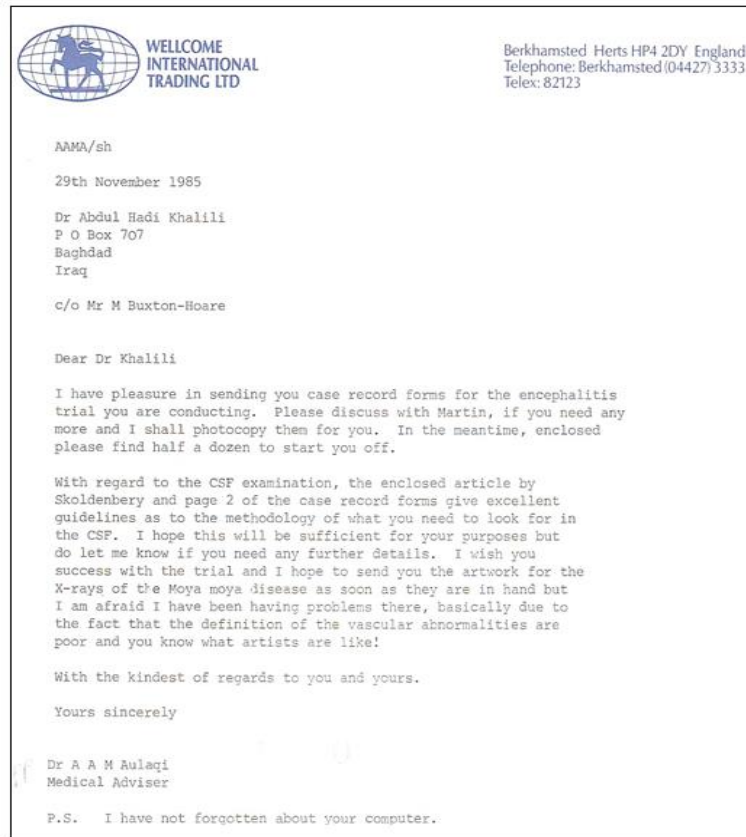 WELLCOME
INTERNATIONAL
TRADING LTD
Berkhamsted Herts HP4 2DY England
Telephone: Berkhamsted (04427) 3333
Telex: 82123
AAMA/sh
29th November 1985
Dr Abdul Hadi Khalili
P O Box 707
Baghdad
Iraq
c/o Mr M Buxton-Hoare
Dear Dr Khalili
I have pleasure in sending you case record forms for the encephalitis
trial you are conducting. Please discuss with Martin, if you need any
more and I shall photocopy them for you. In the meantime, enclosed
please find half a dozen to start you off.
With regard to the CSF examination, the enclosed article by
Skoldenbery and page 2 of the case record forms give excellent
guidelines as to the methodology of what you need to look for in
the CSF. I hope this will be sufficient for your purposes but
do let me know if you need any further details. I wish you
success with the trial and I hope to send you the artwork for the
X-rays of the Moya moya disease as soon as they are in hand but
I am afraid I have been having problems there, basically due to
the fact that the definition of the vascular abnormalities are
poor and you know what artists are like!
With the kindest of regards to you and yours.
Yours sincerely
Dr A A M Aulaqi
Medical Adviser
P.S. I have not forgotten about your computer.